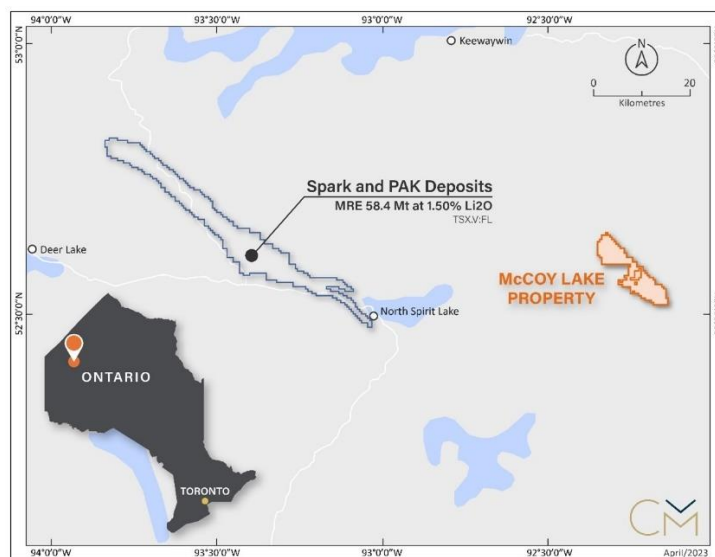 94°0'0"W 93°30'0"W 93°0'0"W 92°30'0"W
53°0'0"N
Keewaywin
N
0 20
Kilometres
Spark and PAK Deposits
MRE 58.4 Mt at 1.50% Li2O
TSX.V:FL
Deer Lake
McCOY LAKE
PROPERTY
52°30'0"N
North Spirit Lake
ONTARIO
TORONTO
CVM
94°0'0"W 93°30'0"W 93°0'0"W 92°30'0"W
April/2023